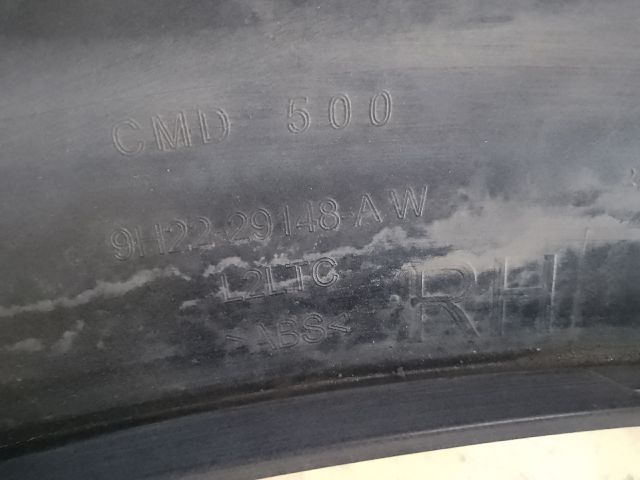 CMD 500
9H22-29148-AW
L2LTC
>ABS<
RH